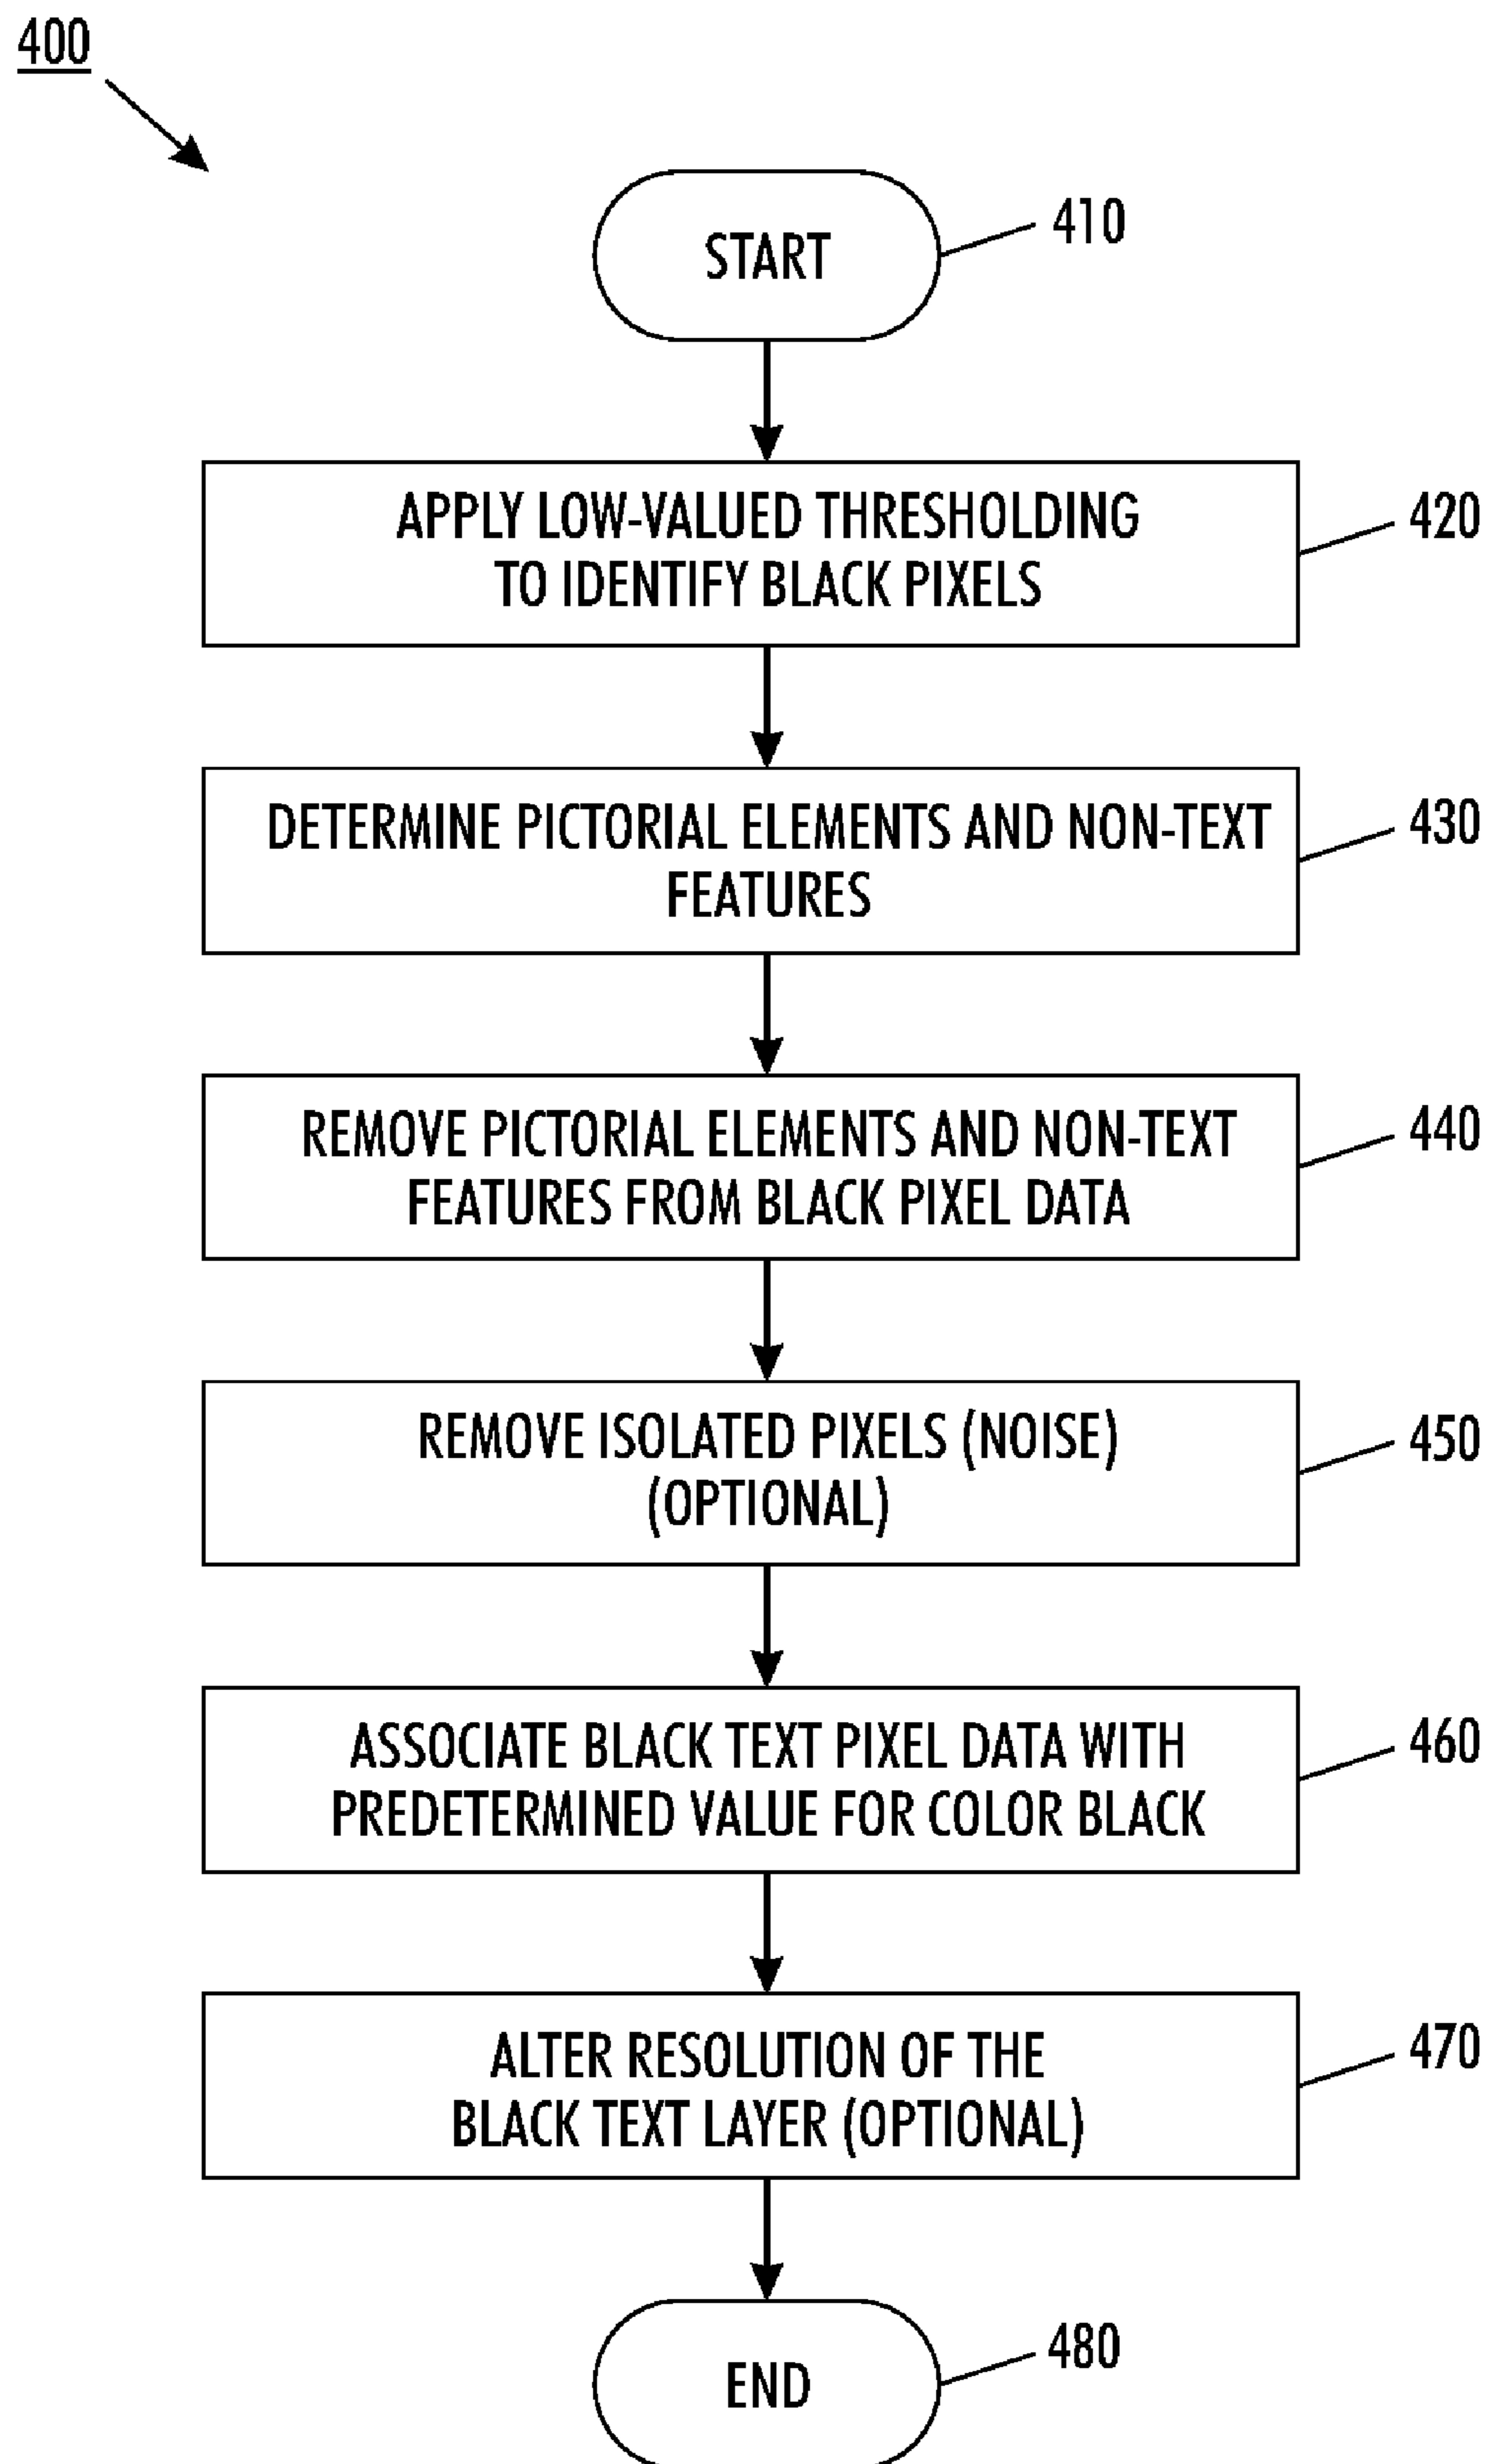 400
START
410
APPLY LOW-VALUED THRESHOLDING
TO IDENTIFY BLACK PIXELS
420
DETERMINE PICTORIAL ELEMENTS AND NON-TEXT
FEATURES
430
REMOVE PICTORIAL ELEMENTS AND NON-TEXT
FEATURES FROM BLACK PIXEL DATA
440
REMOVE ISOLATED PIXELS (NOISE)
(OPTIONAL)
450
ASSOCIATE BLACK TEXT PIXEL DATA WITH
PREDETERMINED VALUE FOR COLOR BLACK
460
ALTER RESOLUTION OF THE
BLACK TEXT LAYER (OPTIONAL)
470
END
480